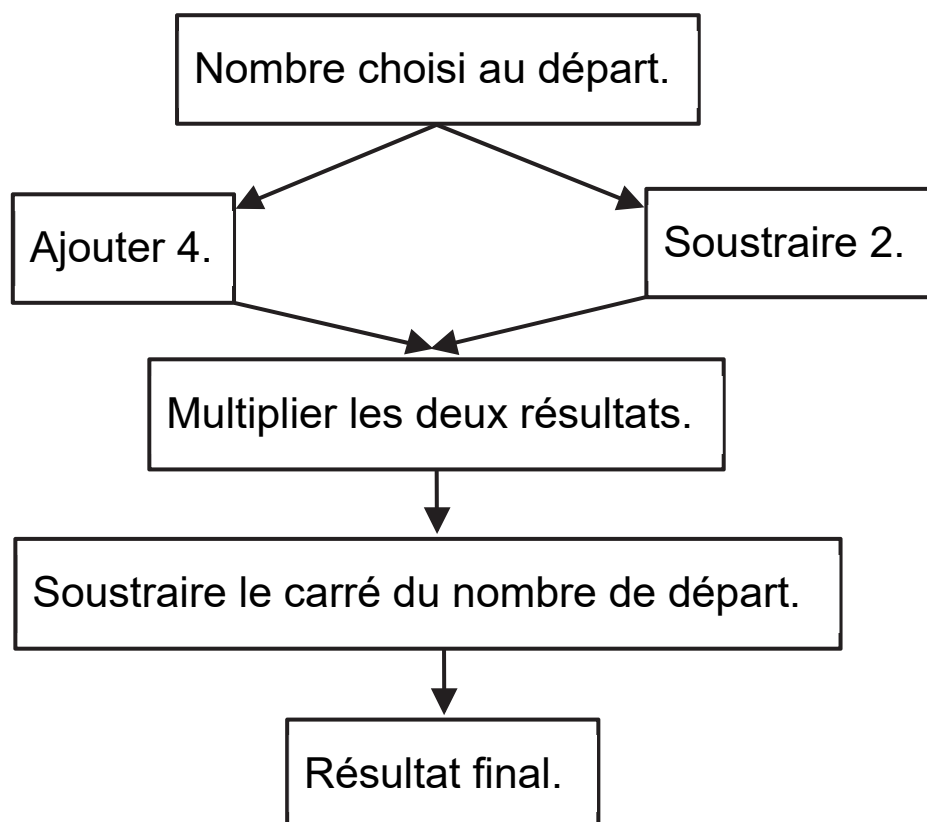 Nombre choisi au départ.
Ajouter 4.
Soustraire 2.
Multiplier les deux résultats.
Soustraire le carré du nombre de départ.
Résultat final.